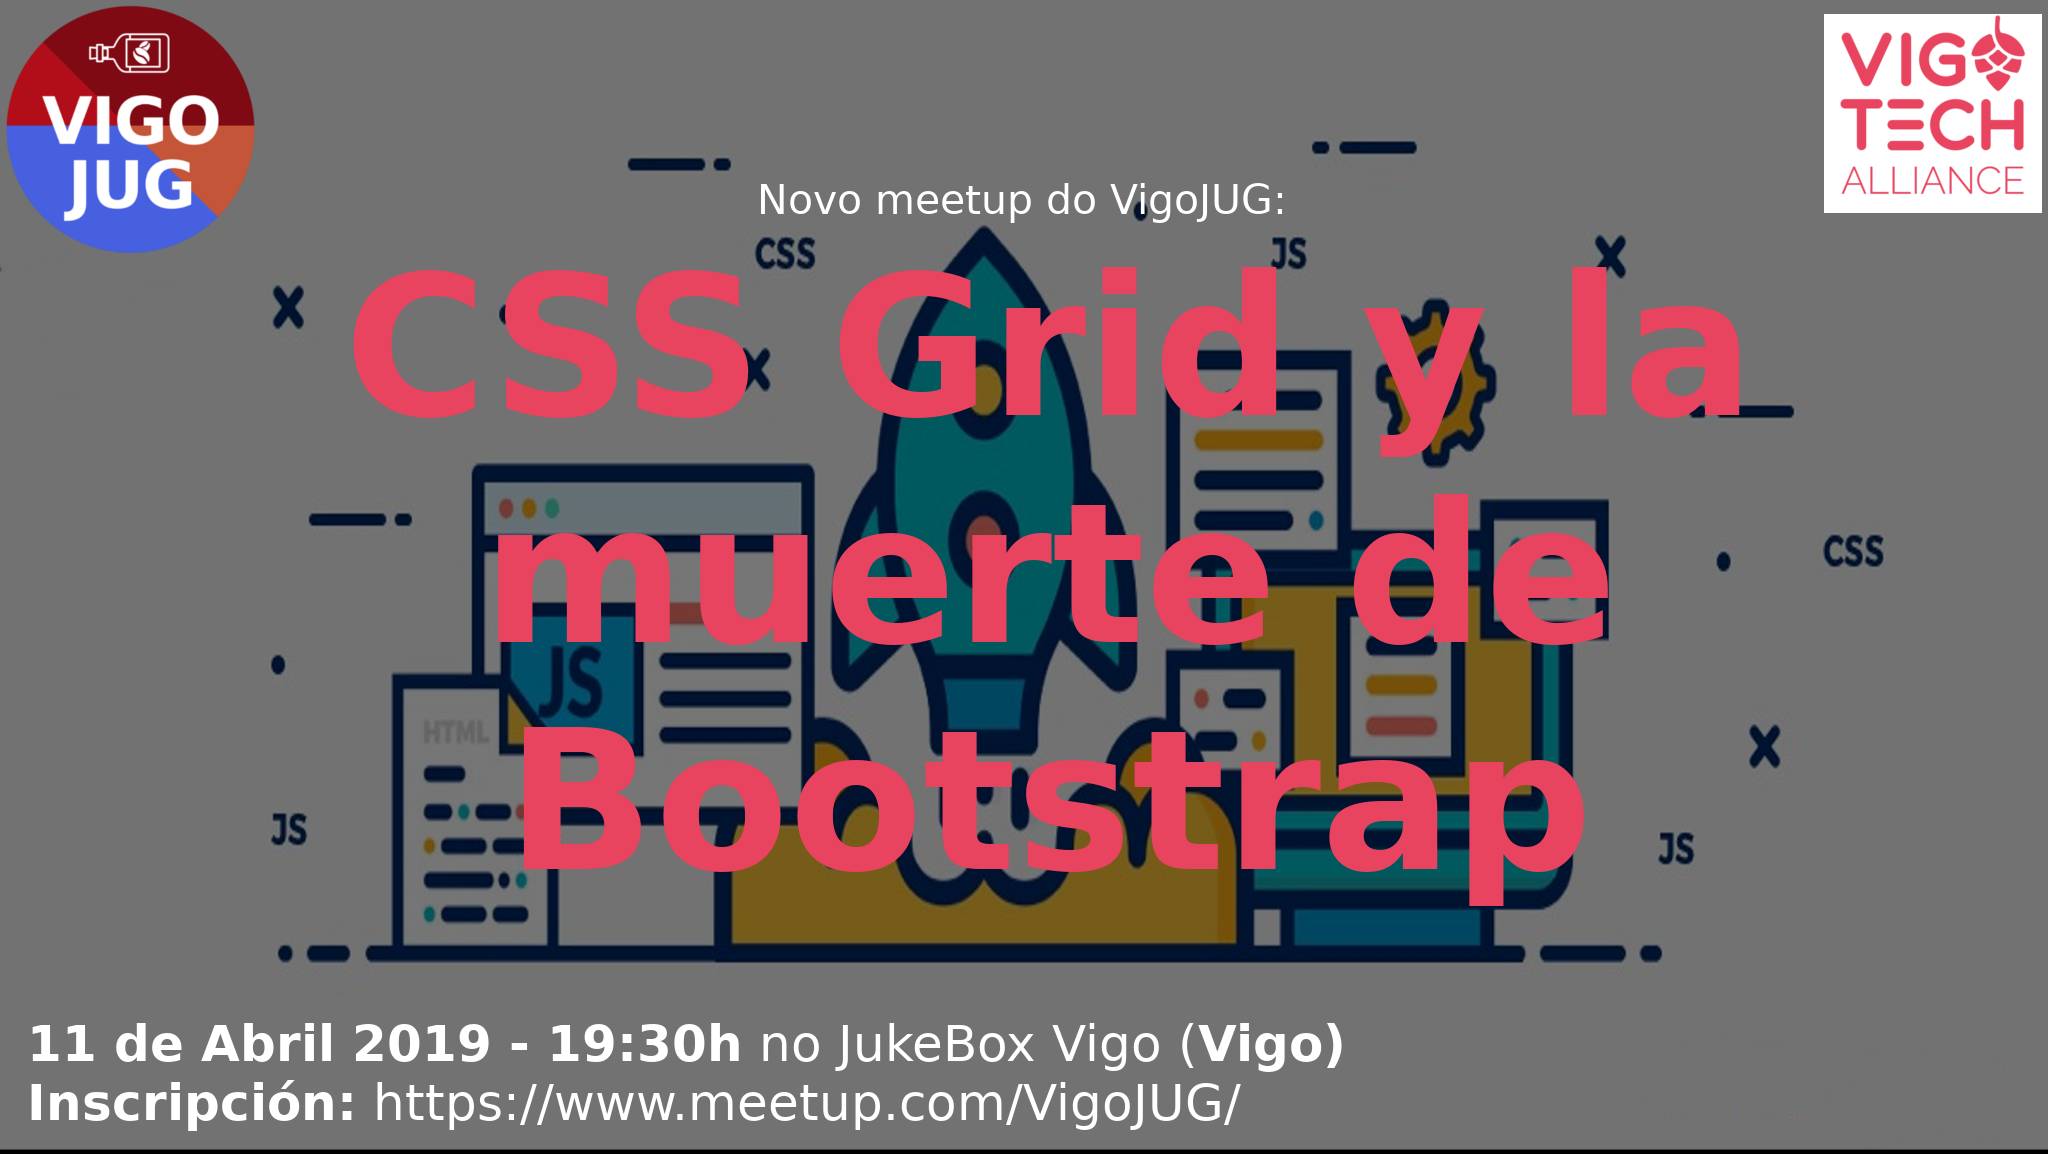 VIGO
JUG
VIGO
TECH
ALLIANCE
Novo meetup do VigoJUG:
CSS
JS
CSS Grid y la
muerte de
Bootstrap
CSS
JS
HTML
JS
JS
11 de Abril 2019 - 19:30h no JukeBox Vigo (Vigo)
Inscripción: https://www.meetup.com/VigoJUG/